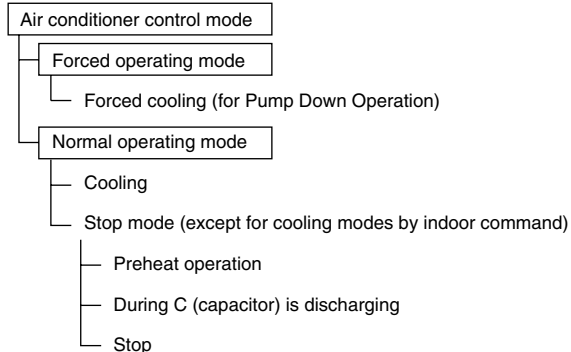 Air conditioner control mode
Forced operating mode
Forced cooling (for Pump Down Operation)
Normal operating mode
Cooling
Stop mode (except for cooling modes by indoor command)
Preheat operation
During C (capacitor) is discharging
Stop